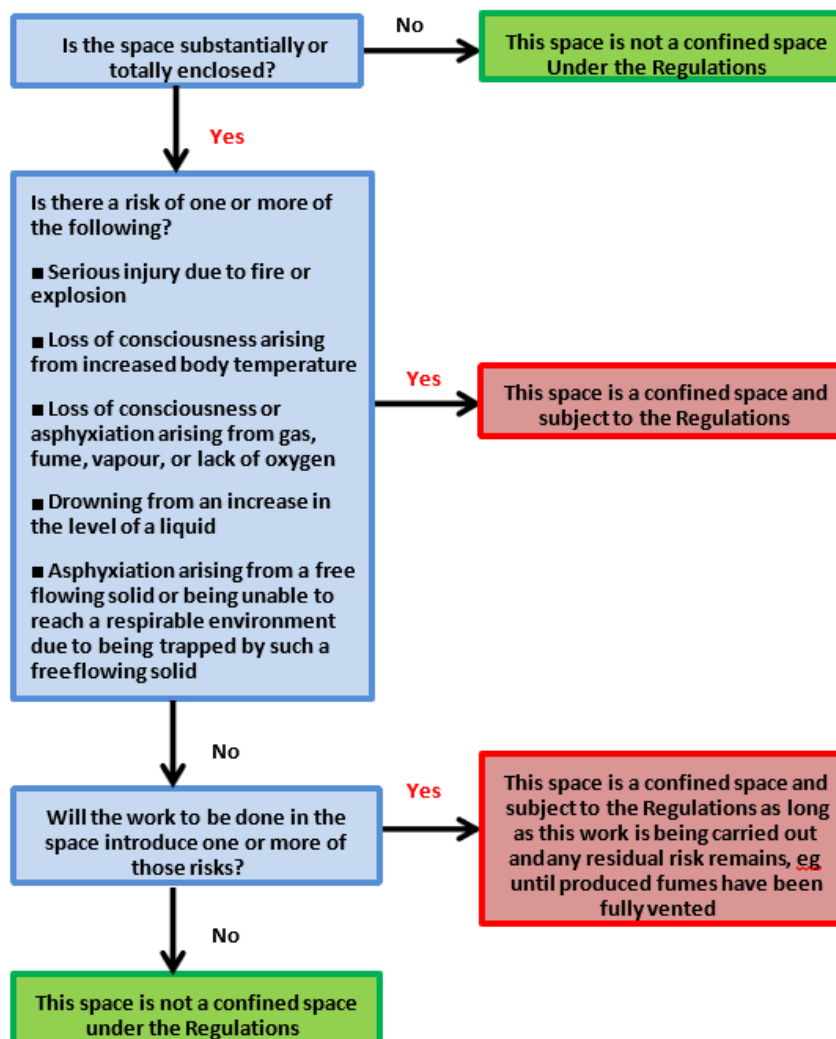 Is the space substantially or
totally enclosed?
No
This space is not a confined space
Under the Regulations
Yes
Is there a risk of one or more of
the following?
■ Serious injury due to fire or
explosion
■ Loss of consciousness arising
from increased body temperature
■ Loss of consciousness or
asphyxiation arising from gas,
fume, vapour, or lack of oxygen
■ Drowning from an increase in
the level of a liquid
■ Asphyxiation arising from a free
flowing solid or being unable to
reach a respirable environment
due to being trapped by such a
free-flowing solid
Yes
This space is a confined space and
subject to the Regulations
No
Will the work to be done in the
space introduce one or more of
those risks?
Yes
This space is a confined space and
subject to the Regulations as long
as this work is being carried out
and any residual risk remains, eg
until produced fumes have been
fully vented
No
This space is not a confined space
under the Regulations